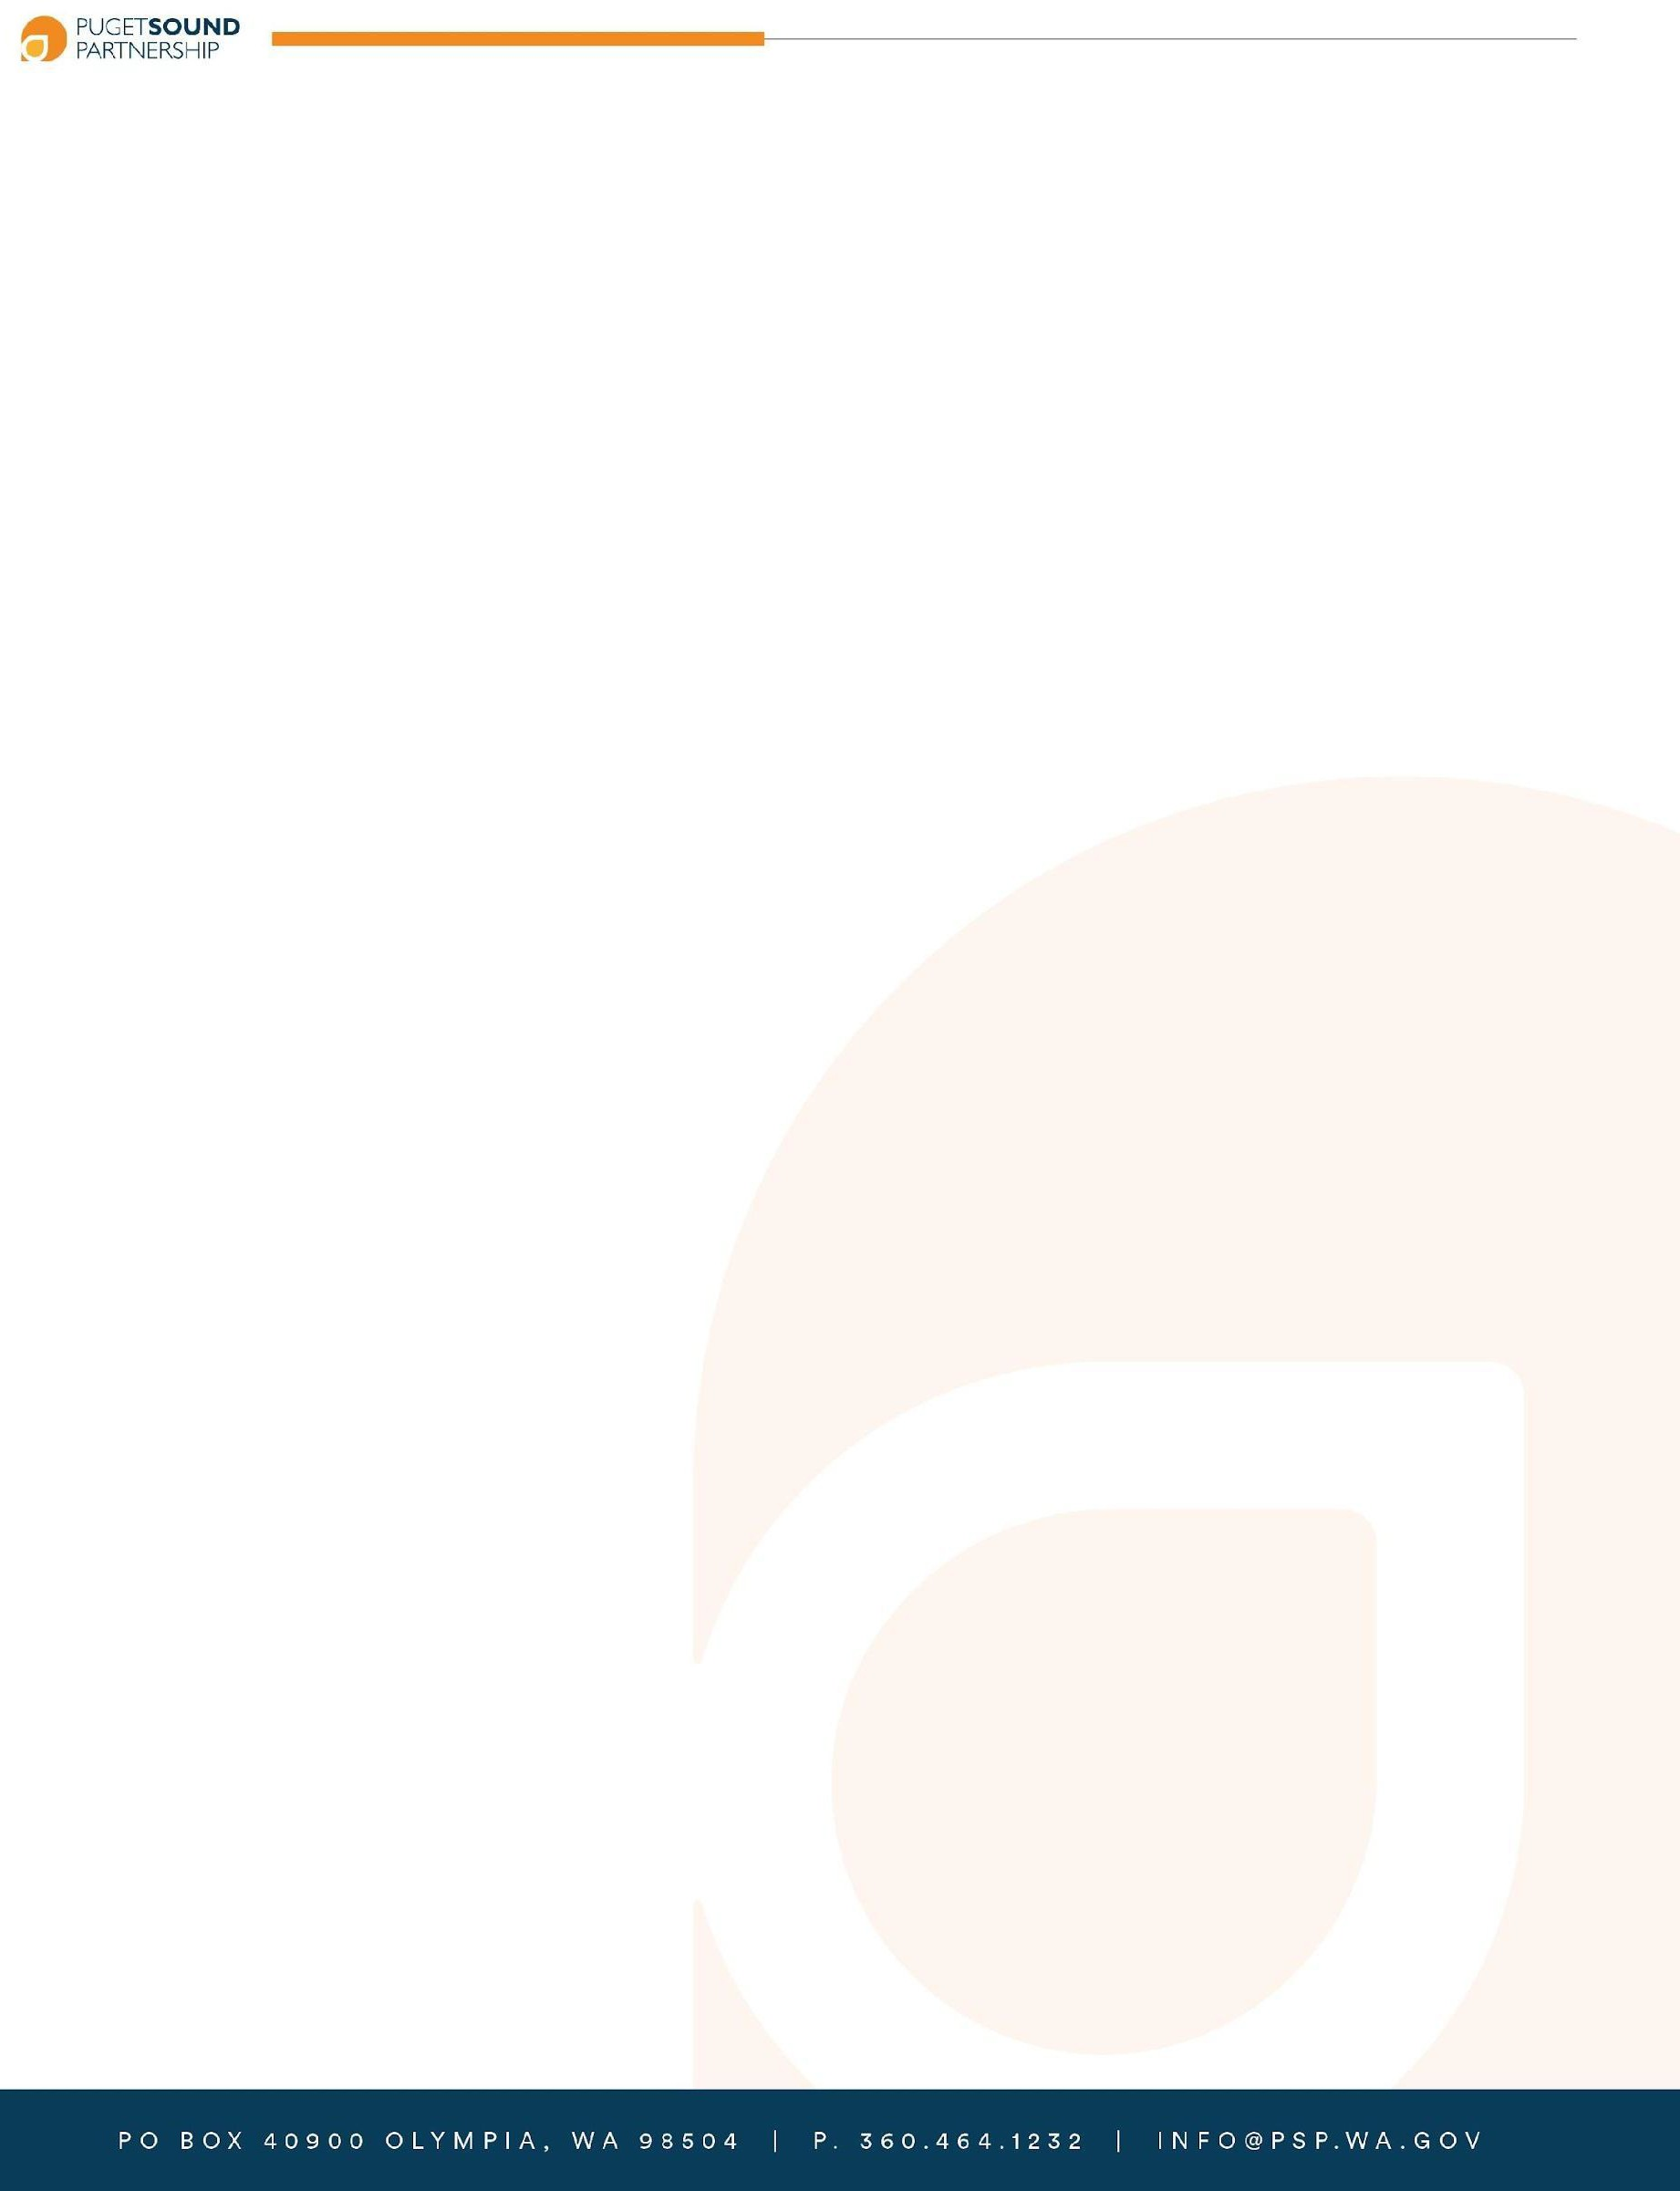 PUGETSOUND
PARTNERSHIP
PO BOX 40900 OLYMPIA, WA 98504 | P. 360.464.1232 | INFO@PSP.WA.GOV